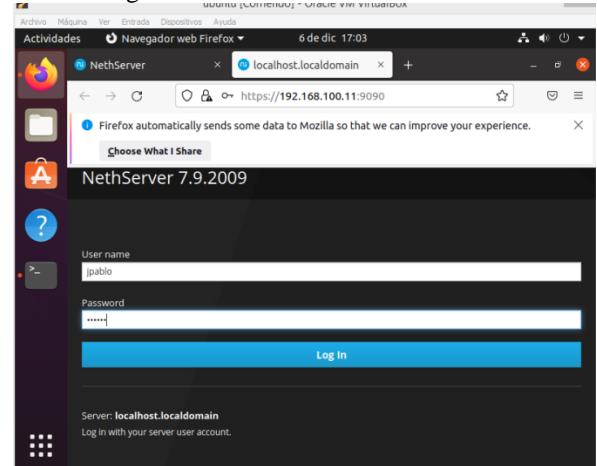 ubuntu [Corriendo] - Oracle VM VirtualBox
Archivo Máquina Ver Entrada Dispositivos Ayuda
Actividades Navegador web Firefox 6 de dic 17:03
NethServer × localhost.localdomain × +
https://192.168.100.11:9090
Firefox automatically sends some data to Mozilla so that we can improve your experience.
Choose What I Share
NethServer 7.9.2009
User name
jpablo
Password
••••••
Log In
Server: localhost.localdomain
Log in with your server user account.